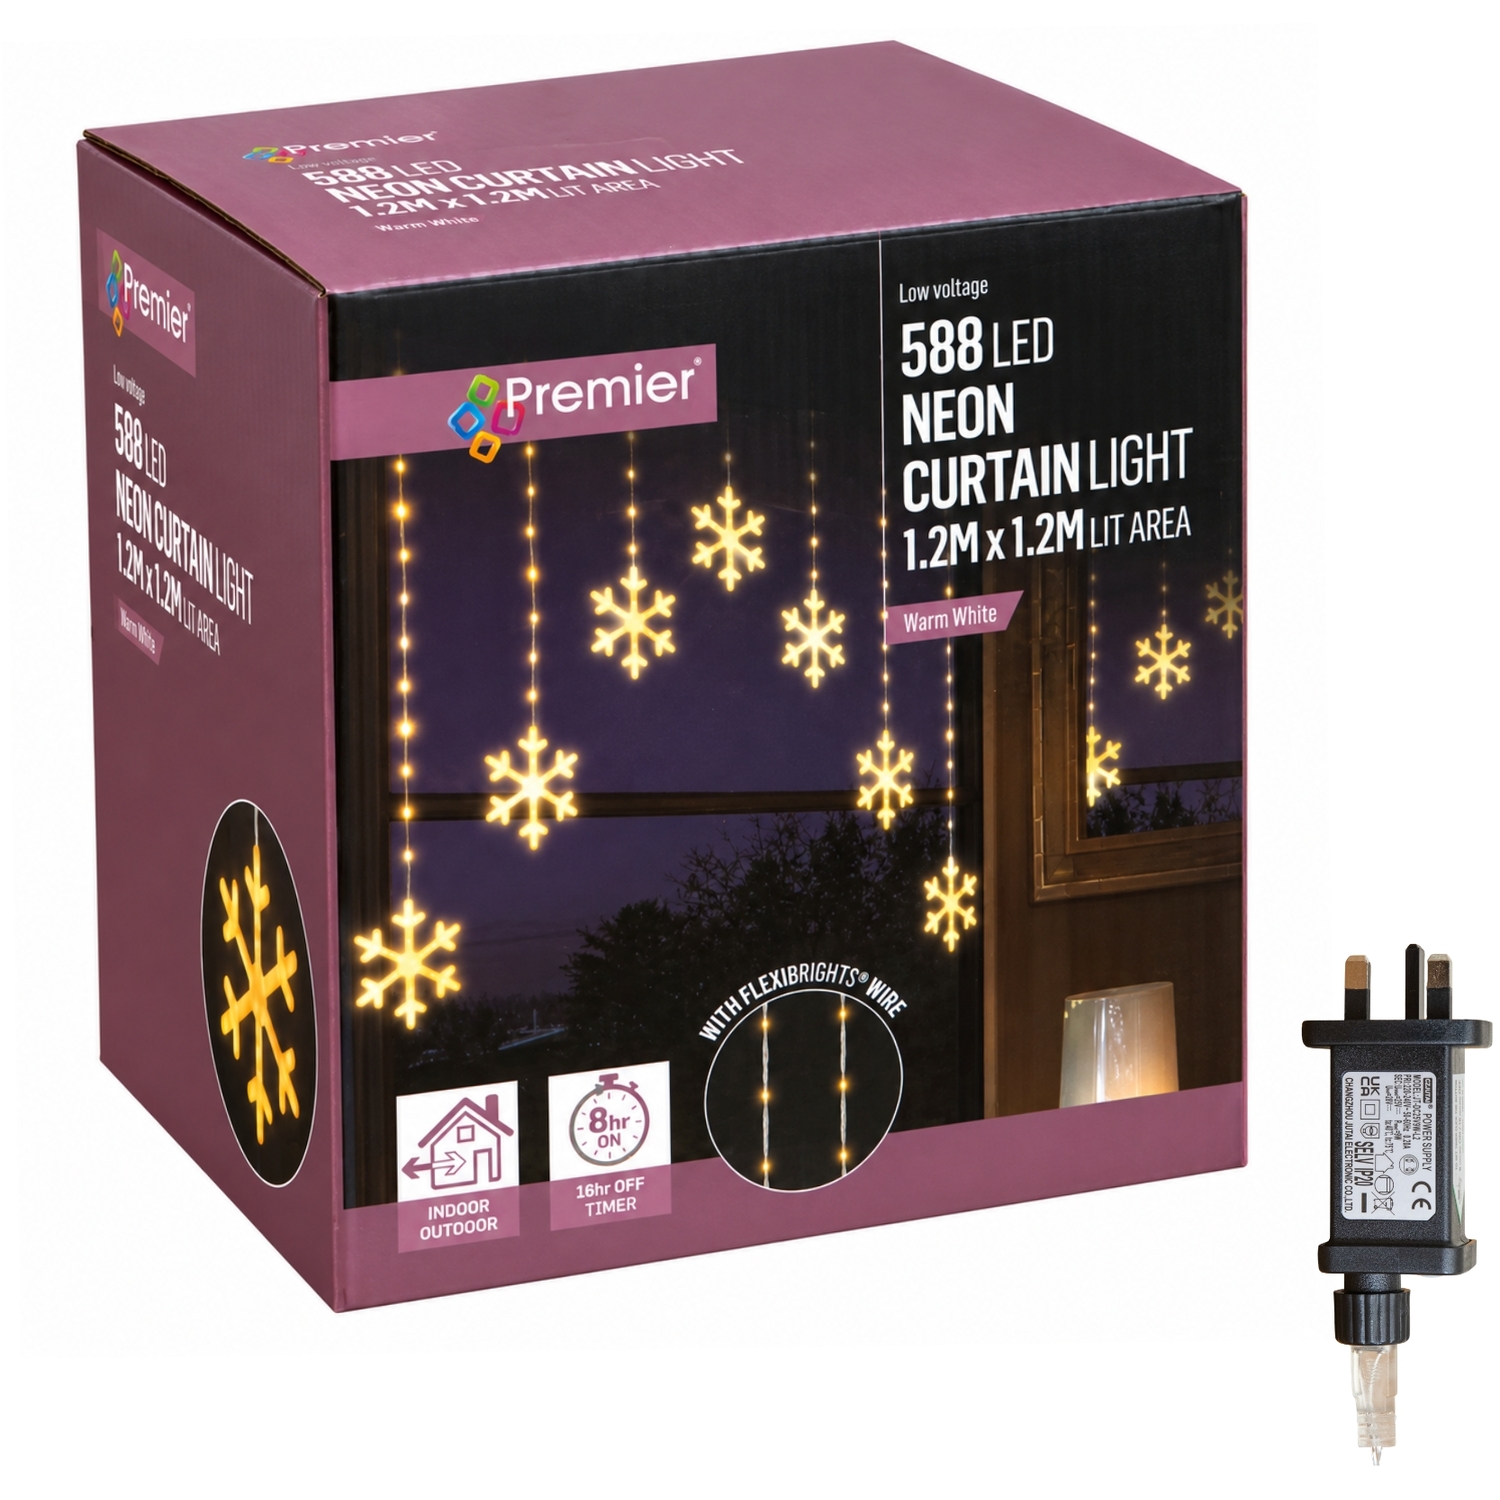 Premier
Low voltage
588 LED
NEON CURTAIN LIGHT
1.2M x 1.2M LIT AREA
Warm White
Premier®
Low voltage
588 LED
NEON CURTAIN LIGHT
1.2M x 1.2M LIT AREA
Warm White
Premier®
Low voltage
588 LED
NEON
CURTAIN LIGHT
1.2M x 1.2M LIT AREA
Warm White
WITH FLEXIBRIGHTS® WIRE
INDOOR
OUTDOOR
8hr
ON
16hr OFF
TIMER
POWER SUPPLY
SELV IP20
CHANGZHOU JUTAI ELECTRONIC CO.,LTD.
UK
CA
CE